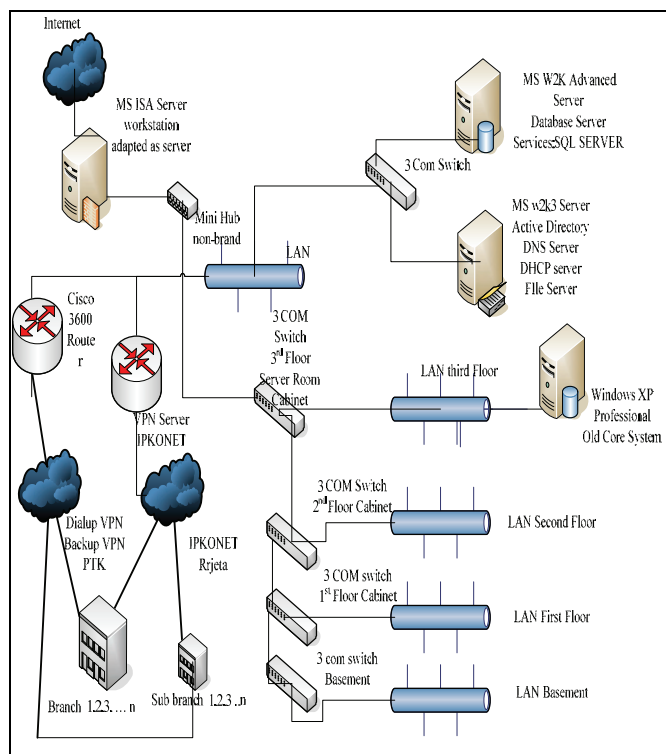 Internet
MS ISA Server
workstation
adapted as server
MS W2K Advanced
Server
Database Server
Services:SQL SERVER
3 Com Switch
Mini Hub
non-brand
LAN
MS w2k3 Server
Active Directory
DNS Server
DHCP server
FIle Server
Cisco
3600
Route
r
3 COM
Switch
3rd Floor
Server Room
Cabinet
VPN Server
IPKONET
LAN third Floor
Windows XP
Professional
Old Core System
3 COM Switch
2nd Floor Cabinet
LAN Second Floor
Dialup VPN
Backup VPN
PTK
IPKONET
Rrjeta
3 COM switch
1st Floor Cabinet
LAN First Floor
3 com switch
Basement
LAN Basement
Branch 1,2,3, ... n
Sub branch 1,2,3 ..n